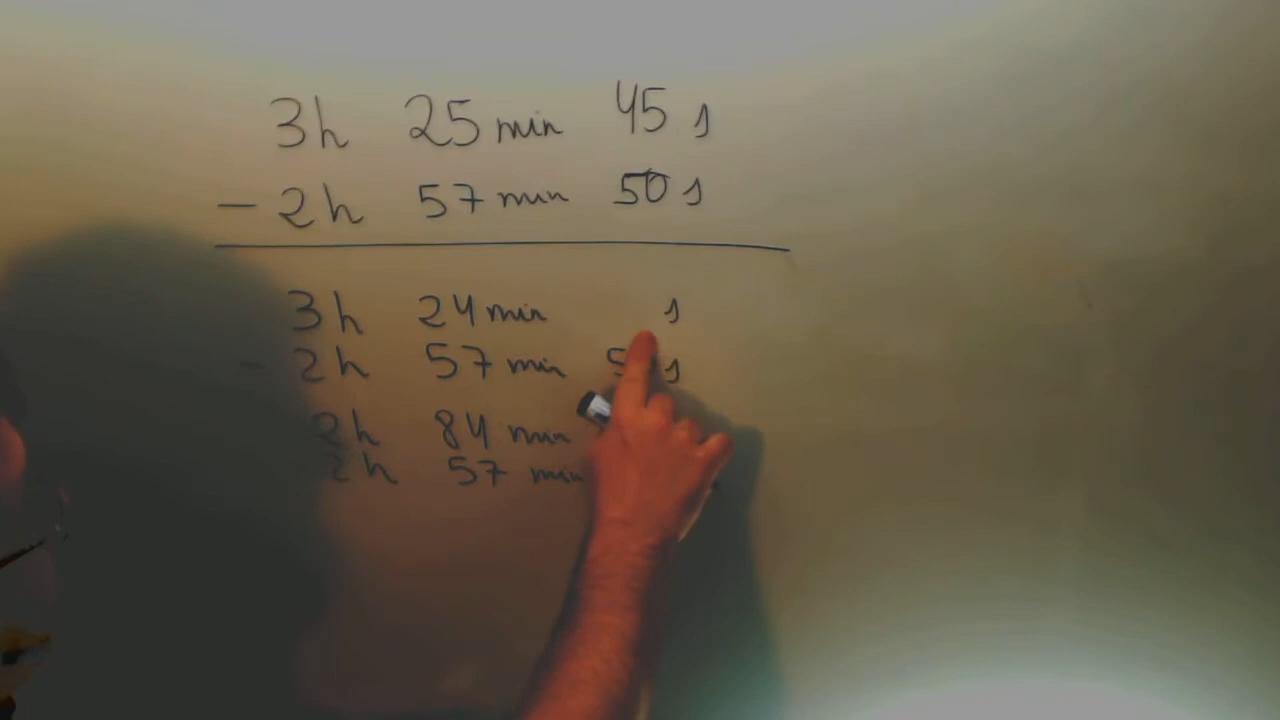 3h 25 min 45 s
- 2h 57 min 50 s
3h 24 min s
- 2h 57 min s
2h 84 min
2h 57 min